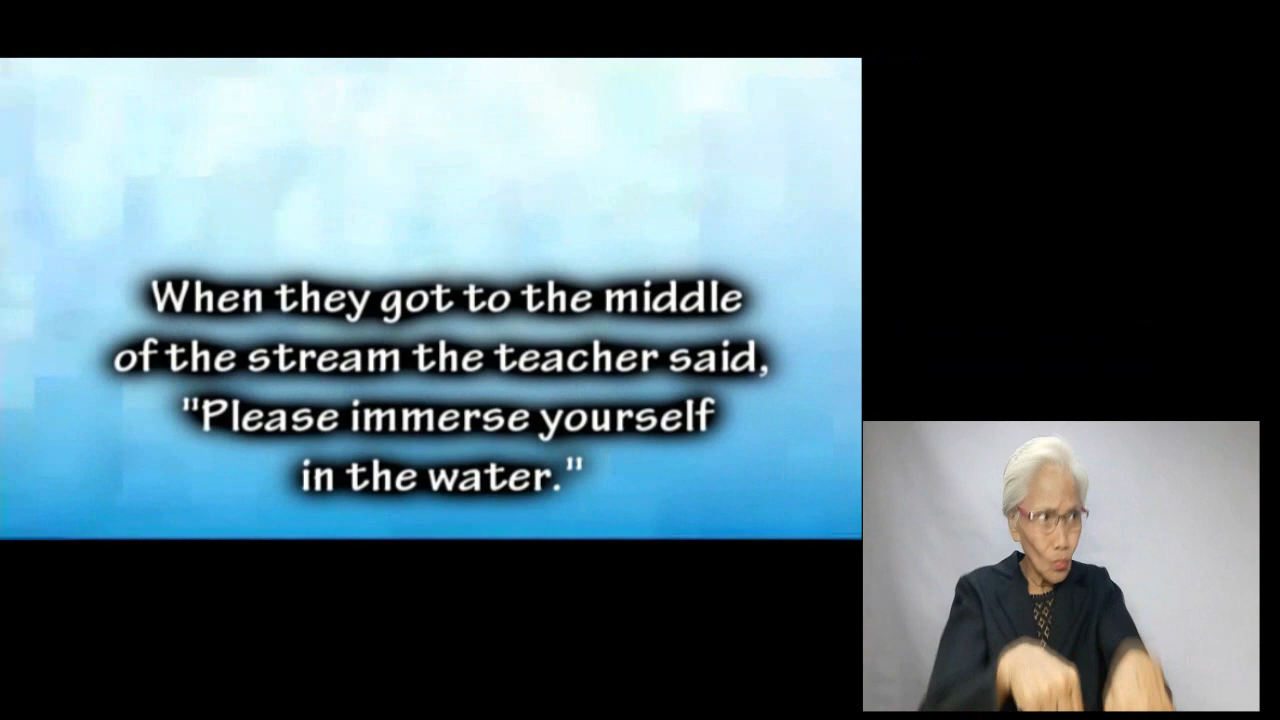 When they got to the middle
of the stream the teacher said,
"Please immerse yourself
in the water."